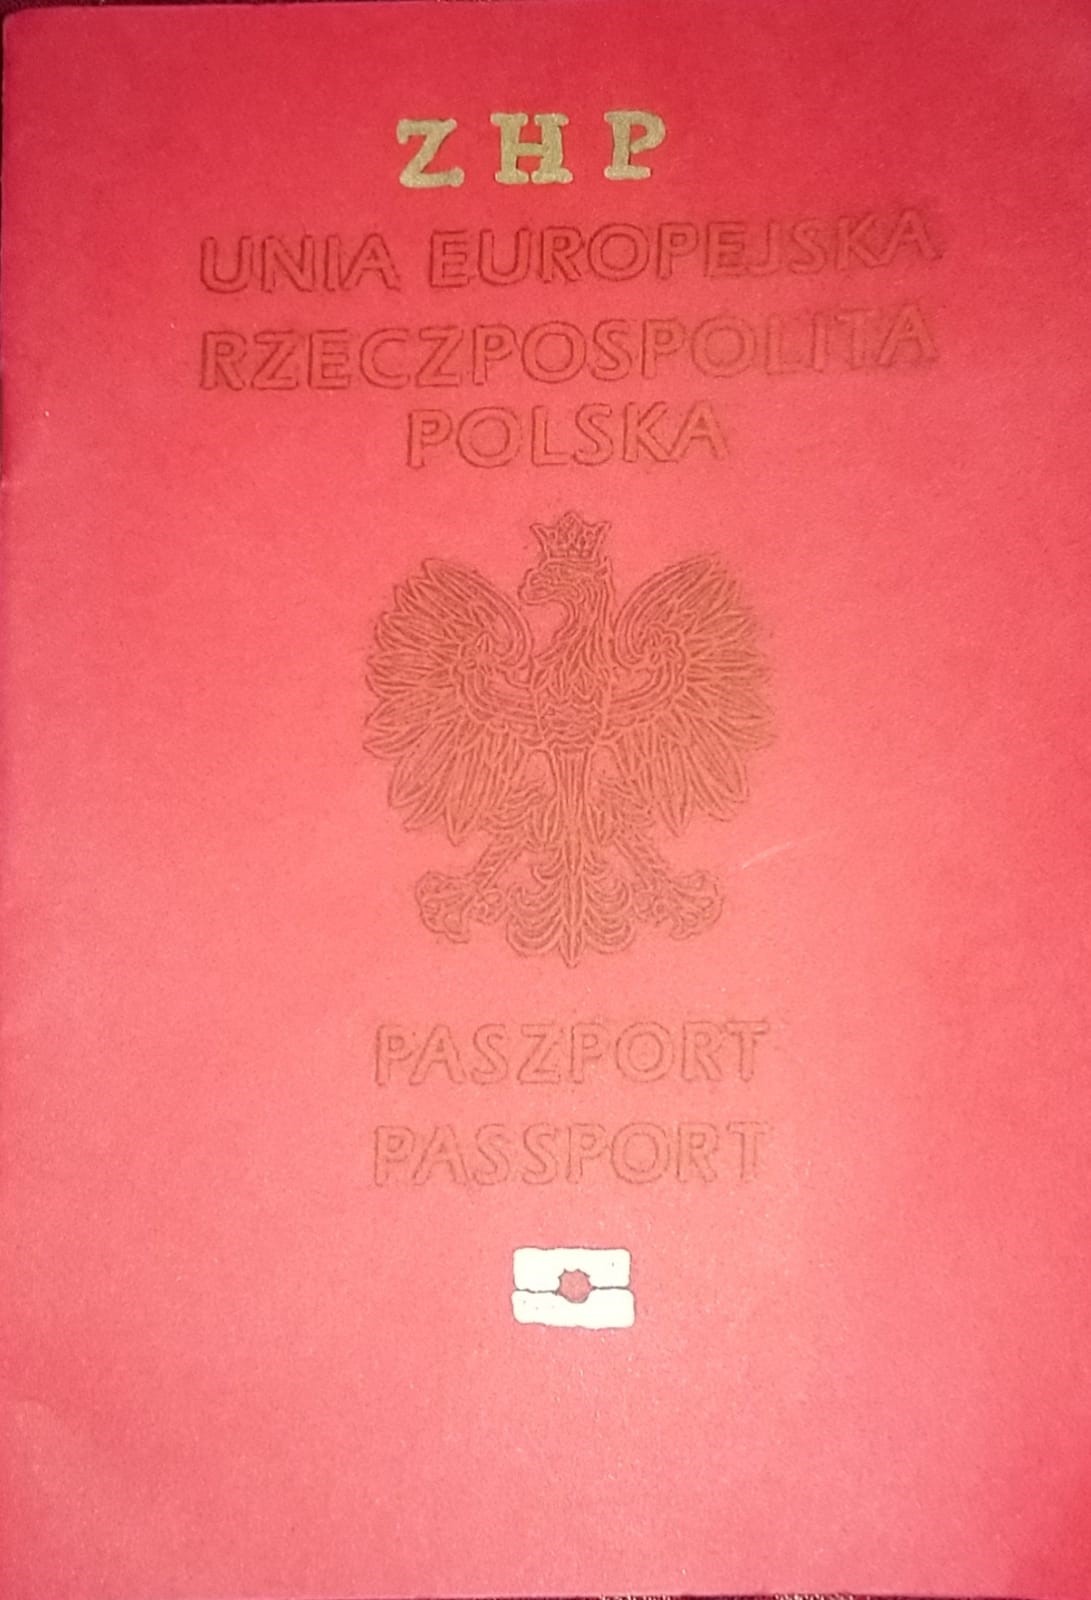 ZHP
UNIA EUROPEJSKA
RZECZPOSPOLITA
POLSKA
PASZPORT
PASSPORT